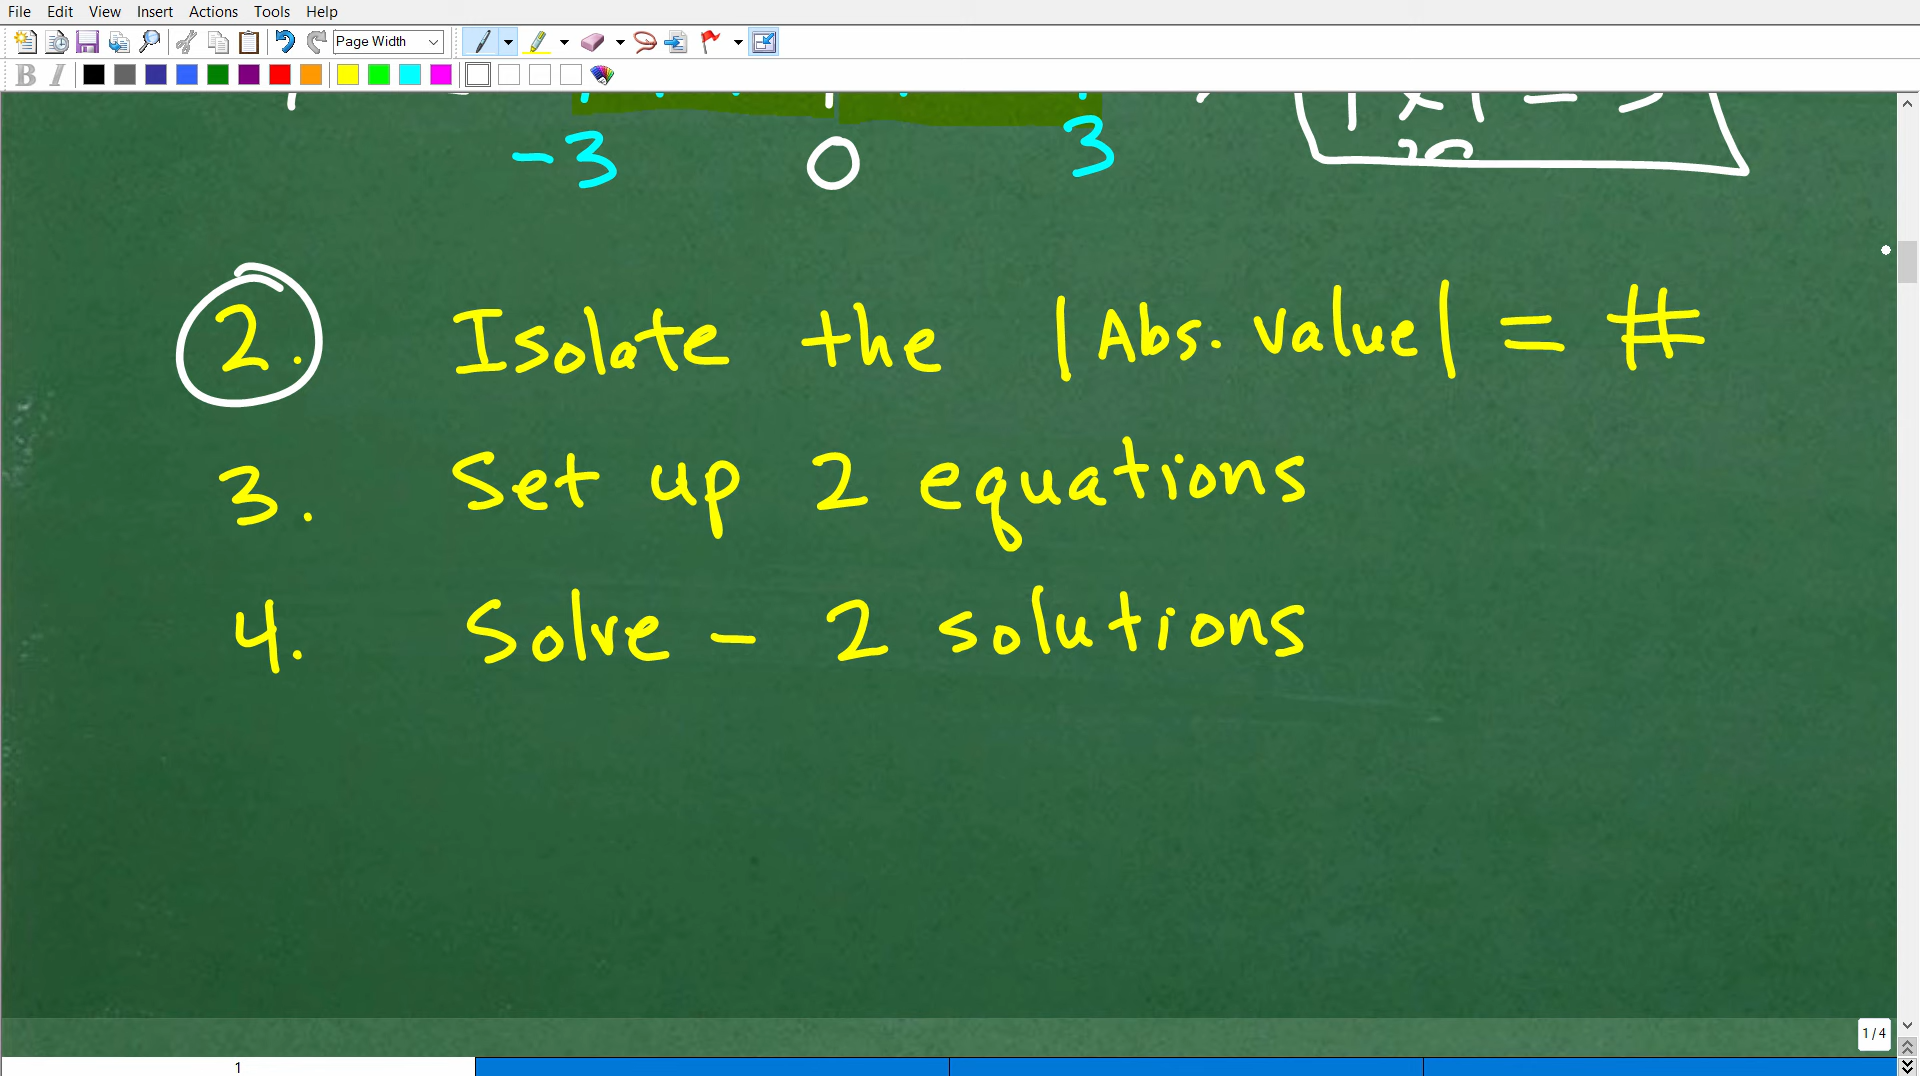 File Edit View Insert Actions Tools Help
Page Width
B I
-3 0 3
2. Isolate the |Abs. value| = #
3. Set up 2 equations
4. Solve - 2 solutions
1 / 4
1